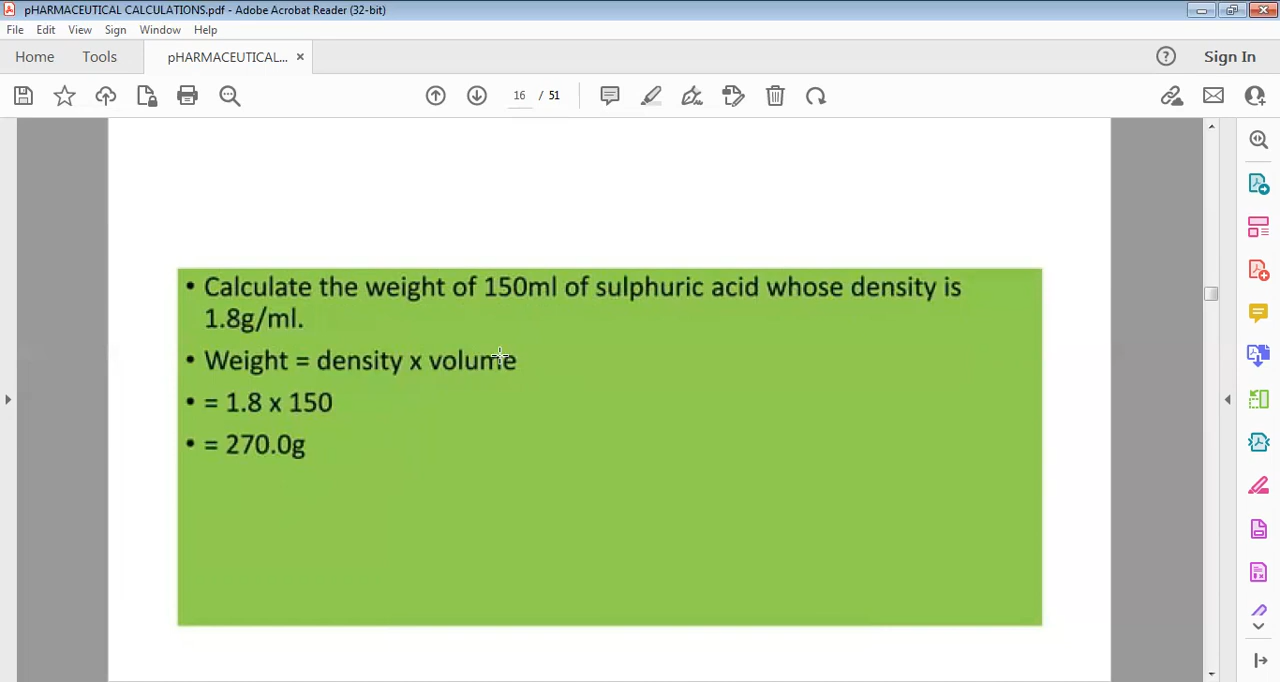 pHARMACEUTICAL CALCULATIONS.pdf - Adobe Acrobat Reader (32-bit)
File Edit View Sign Window Help
Home Tools pHARMACEUTICAL... × Sign In
16 / 51
• Calculate the weight of 150ml of sulphuric acid whose density is
1.8g/ml.
• Weight = density x volume
• = 1.8 x 150
• = 270.0g